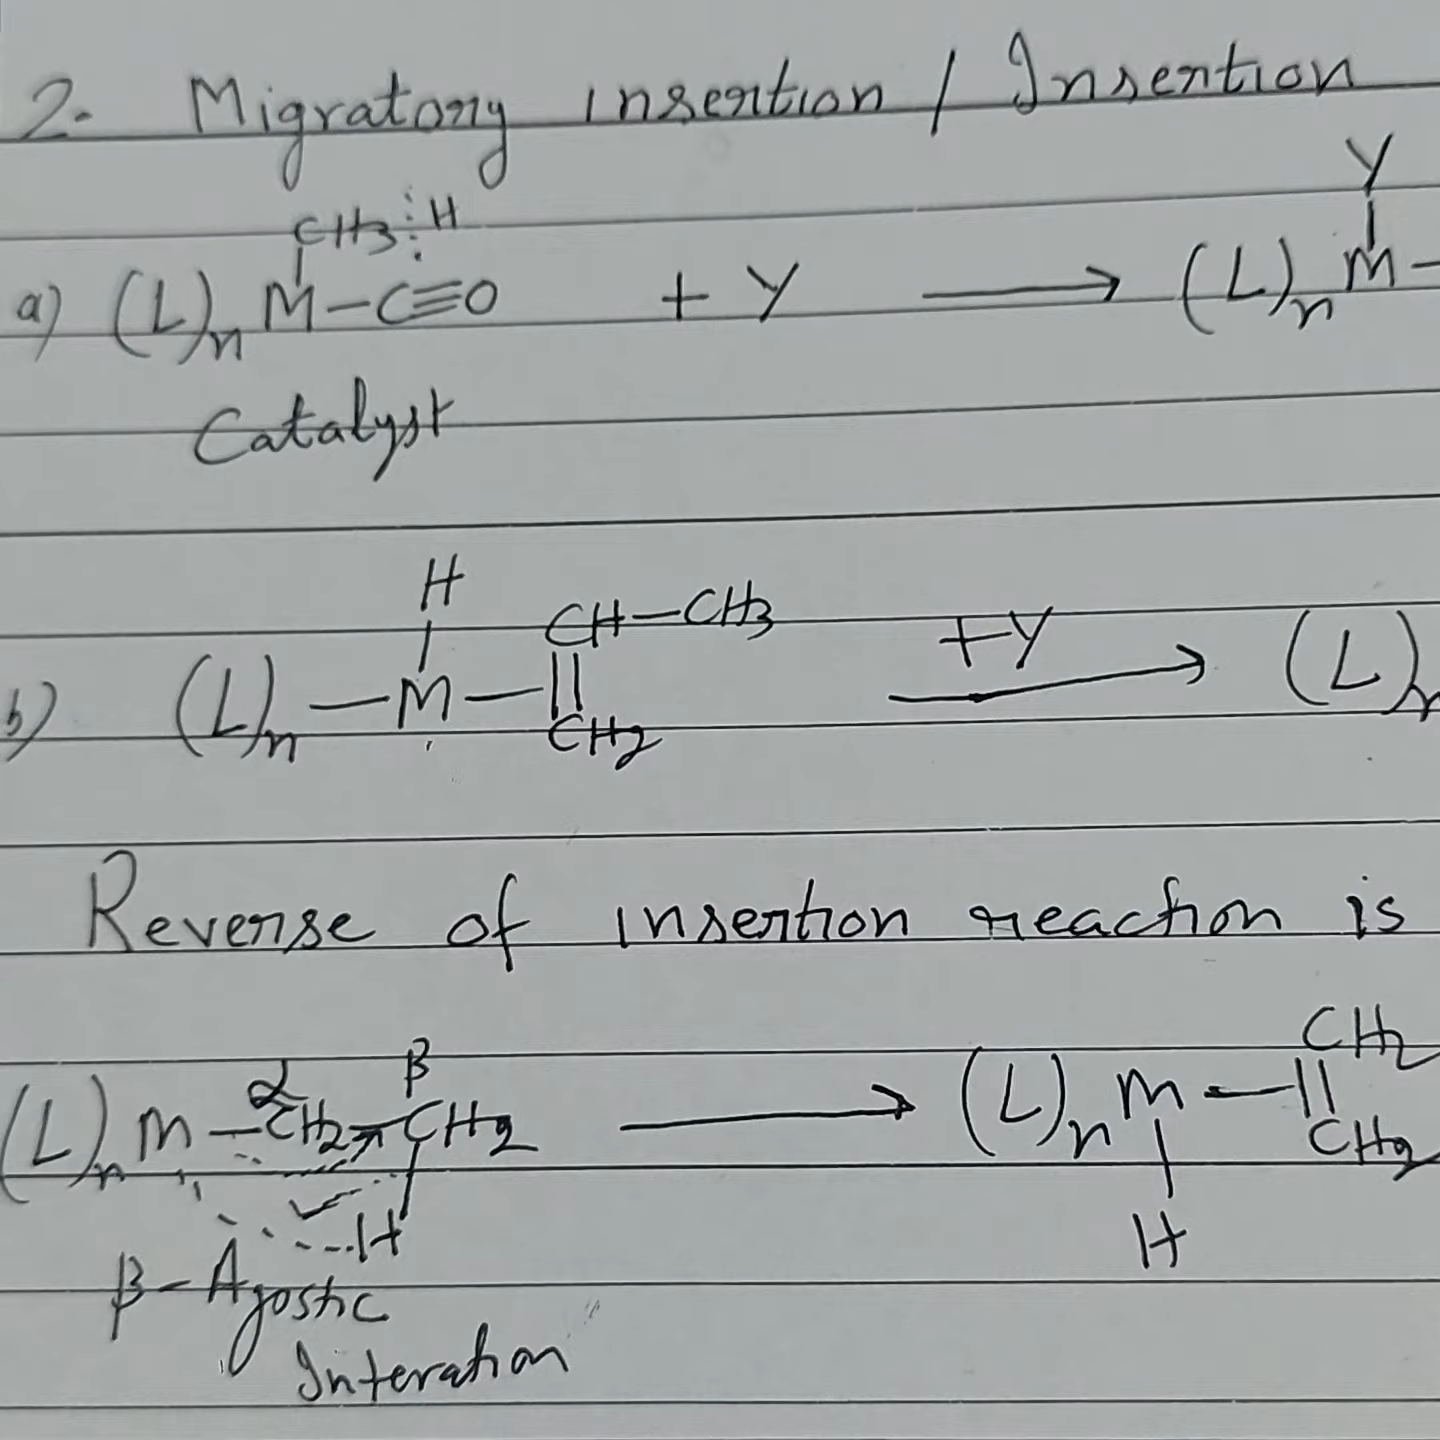 2. Migratory insertion / Insertion
Y
CH3 H
a) (L)n M-C≡O + Y → (L)n M-
Catalyst
H
CH-CH3
b) (L)n -M- || +Y → (L)n
CH2
Reverse of insertion reaction is
CH2
α β
(L)n M-CH2-CH2 → (L)n M-||
CH2
H H
β-Agostic
Interation